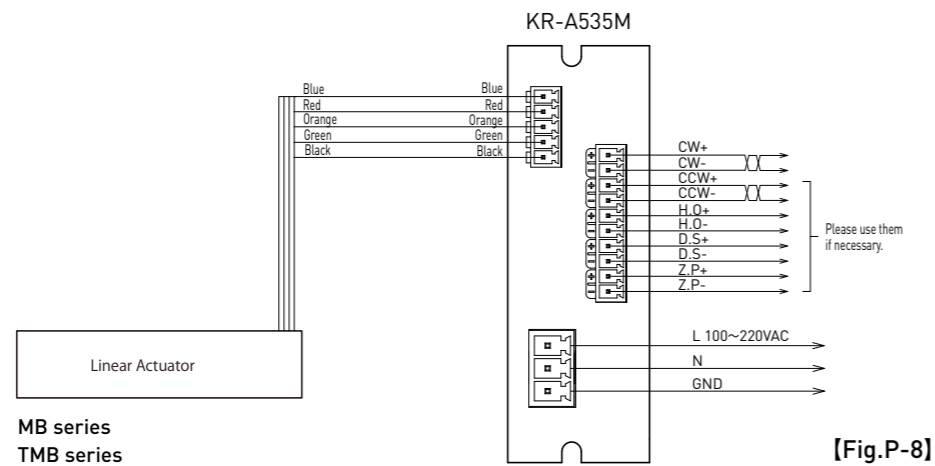 KR-A535M
Blue Blue
Red Red
Orange Orange
Green Green
Black Black
+ CW+
- CW-
+ CCW+
- CCW-
+ H.O+
- H.O-
+ D.S+
- D.S-
+ Z.P+
- Z.P-
Please use them
if necessary.
L 100~220VAC
N
GND
Linear Actuator
MB series
TMB series
【Fig.P-8】